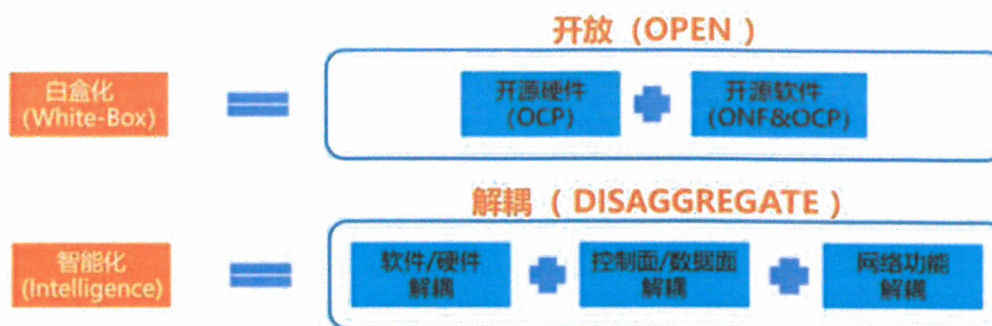 开放（OPEN ）
白盒化
(White-Box)
开源硬件
(OCP)
开源软件
(ONF&OCP)
解耦（ DISAGGREGATE ）
智能化
(Intelligence)
软件/硬件
解耦
控制面/数据面
解耦
网络功能
解耦